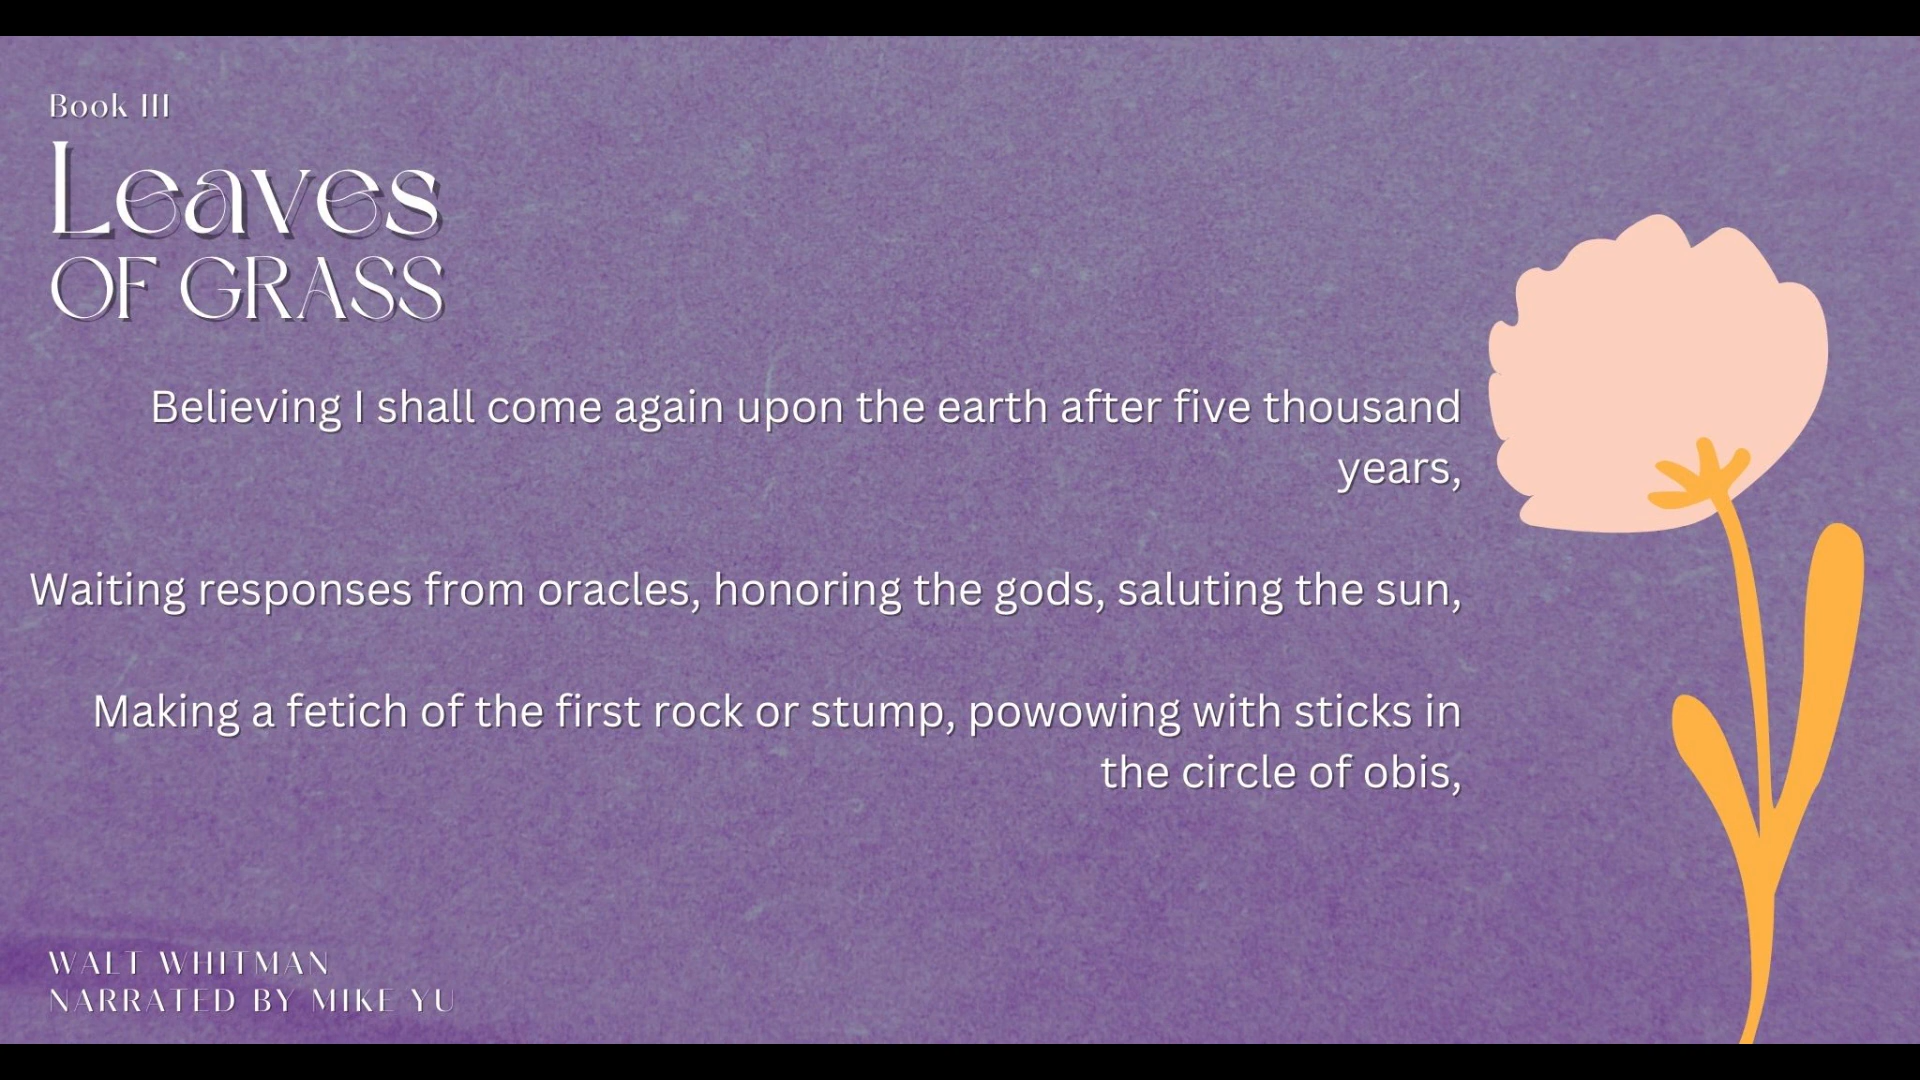 Book III
Leaves
OF GRASS
Believing I shall come again upon the earth after five thousand
years,
Waiting responses from oracles, honoring the gods, saluting the sun,
Making a fetich of the first rock or stump, powowing with sticks in
the circle of obis,
WALT WHITMAN
NARRATED BY MIKE YU